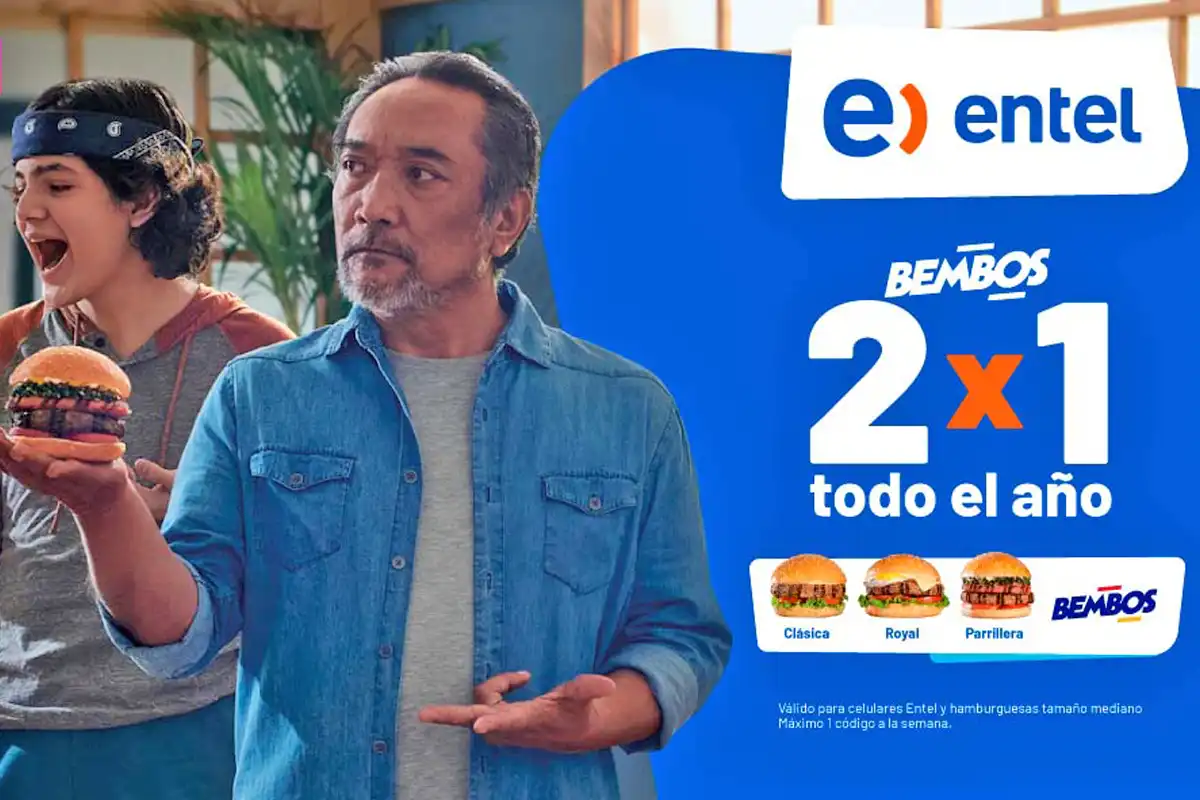 e) entel
BEMBOS
2x1
todo el año
Clásica Royal Parrillera BEMBOS
Válido para celulares Entel y hamburguesas tamaño mediano
Máximo 1 código a la semana.